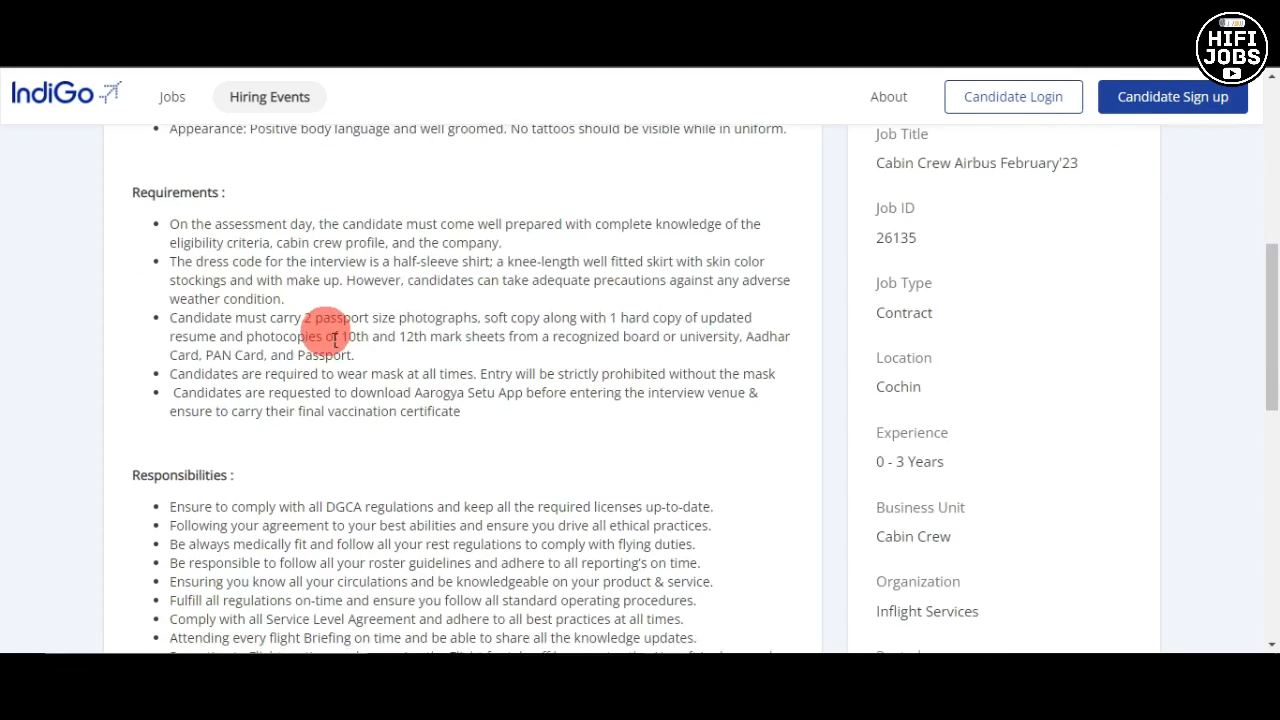 HIFI
JOBS
IndiGo
Jobs
Hiring Events
About
Candidate Login
Candidate Sign up
Appearance: Positive body language and well groomed. No tattoos should be visible while in uniform.
Requirements :
On the assessment day, the candidate must come well prepared with complete knowledge of the
eligibility criteria, cabin crew profile, and the company.
The dress code for the interview is a half-sleeve shirt; a knee-length well fitted skirt with skin color
stockings and with make up. However, candidates can take adequate precautions against any adverse
weather condition.
Candidate must carry 2 passport size photographs, soft copy along with 1 hard copy of updated
resume and photocopies of 10th and 12th mark sheets from a recognized board or university, Aadhar
Card, PAN Card, and Passport.
Candidates are required to wear mask at all times. Entry will be strictly prohibited without the mask
Candidates are requested to download Aarogya Setu App before entering the interview venue &
ensure to carry their final vaccination certificate
Responsibilities :
Ensure to comply with all DGCA regulations and keep all the required licenses up-to-date.
Following your agreement to your best abilities and ensure you drive all ethical practices.
Be always medically fit and follow all your rest regulations to comply with flying duties.
Be responsible to follow all your roster guidelines and adhere to all reporting's on time.
Ensuring you know all your circulations and be knowledgeable on your product & service.
Fulfill all regulations on-time and ensure you follow all standard operating procedures.
Comply with all Service Level Agreement and adhere to all best practices at all times.
Attending every flight Briefing on time and be able to share all the knowledge updates.
Job Title
Cabin Crew Airbus February'23
Job ID
26135
Job Type
Contract
Location
Cochin
Experience
0 - 3 Years
Business Unit
Cabin Crew
Organization
Inflight Services